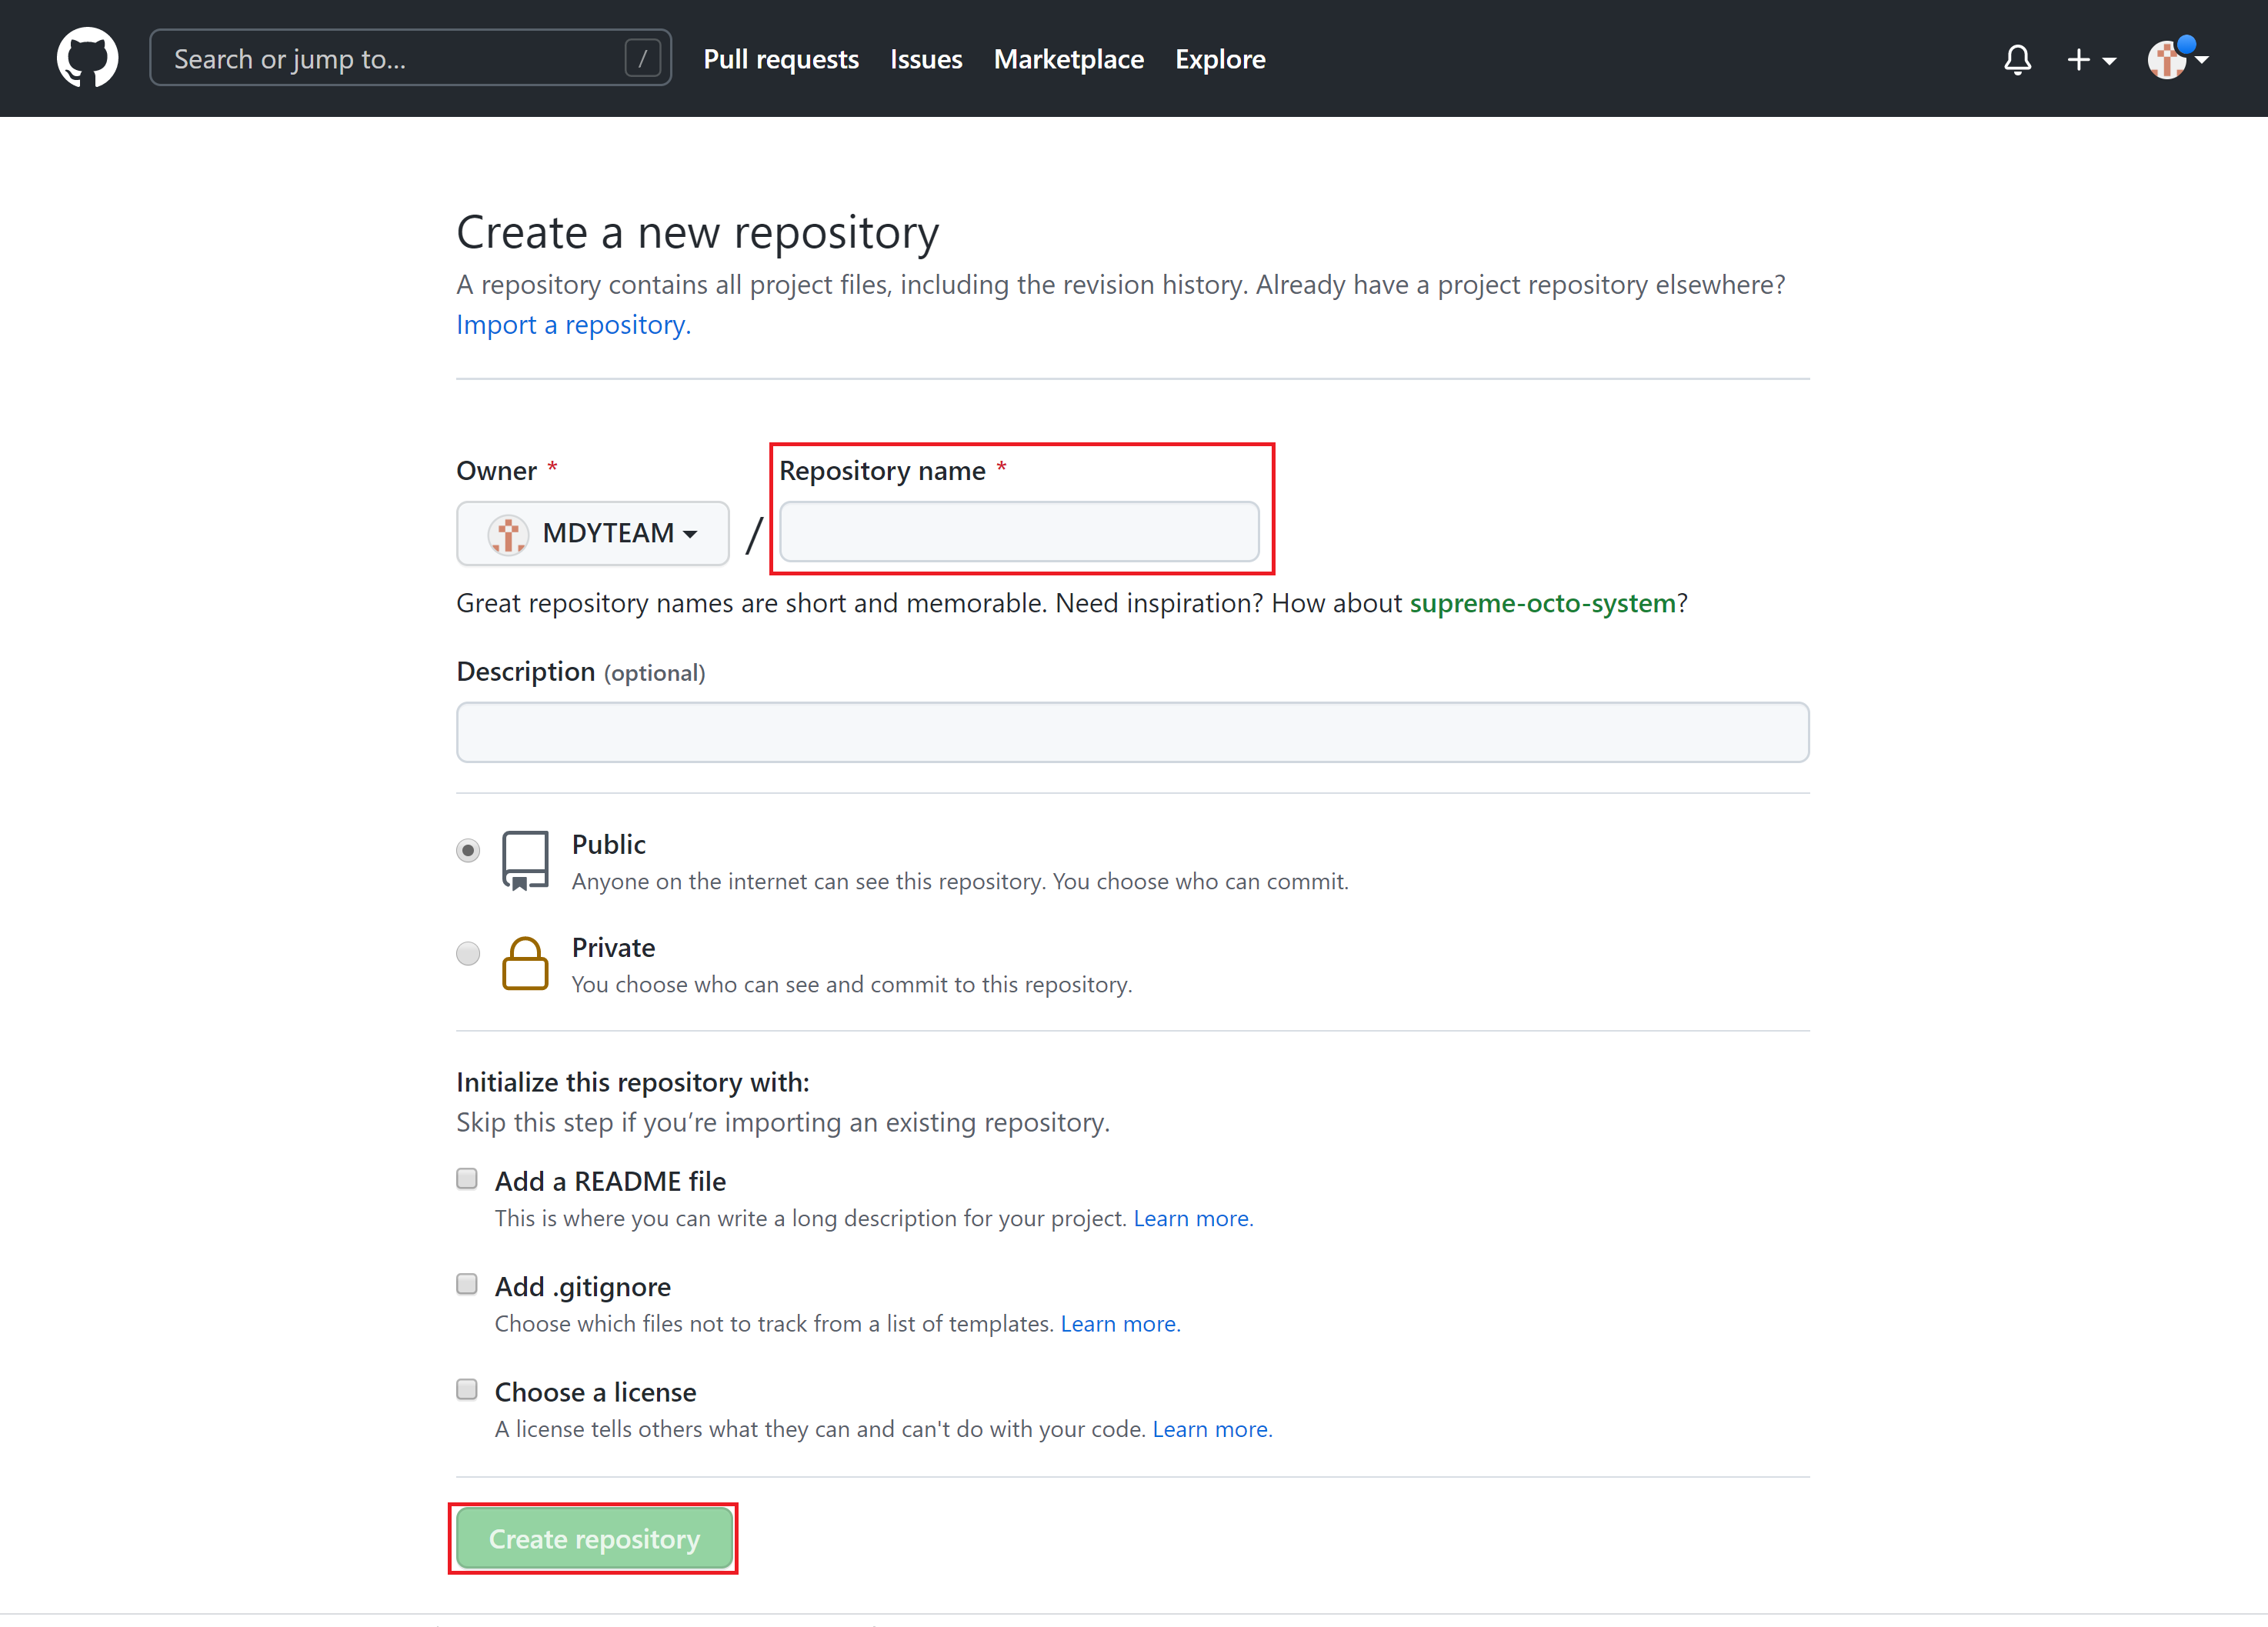 Search or jump to... /
Pull requests Issues Marketplace Explore
Create a new repository
A repository contains all project files, including the revision history. Already have a project repository elsewhere?
Import a repository.
Owner *
Repository name *
MDYTEAM /
Great repository names are short and memorable. Need inspiration? How about supreme-octo-system?
Description (optional)
Public
Anyone on the internet can see this repository. You choose who can commit.
Private
You choose who can see and commit to this repository.
Initialize this repository with:
Skip this step if you’re importing an existing repository.
Add a README file
This is where you can write a long description for your project. Learn more.
Add .gitignore
Choose which files not to track from a list of templates. Learn more.
Choose a license
A license tells others what they can and can't do with your code. Learn more.
Create repository